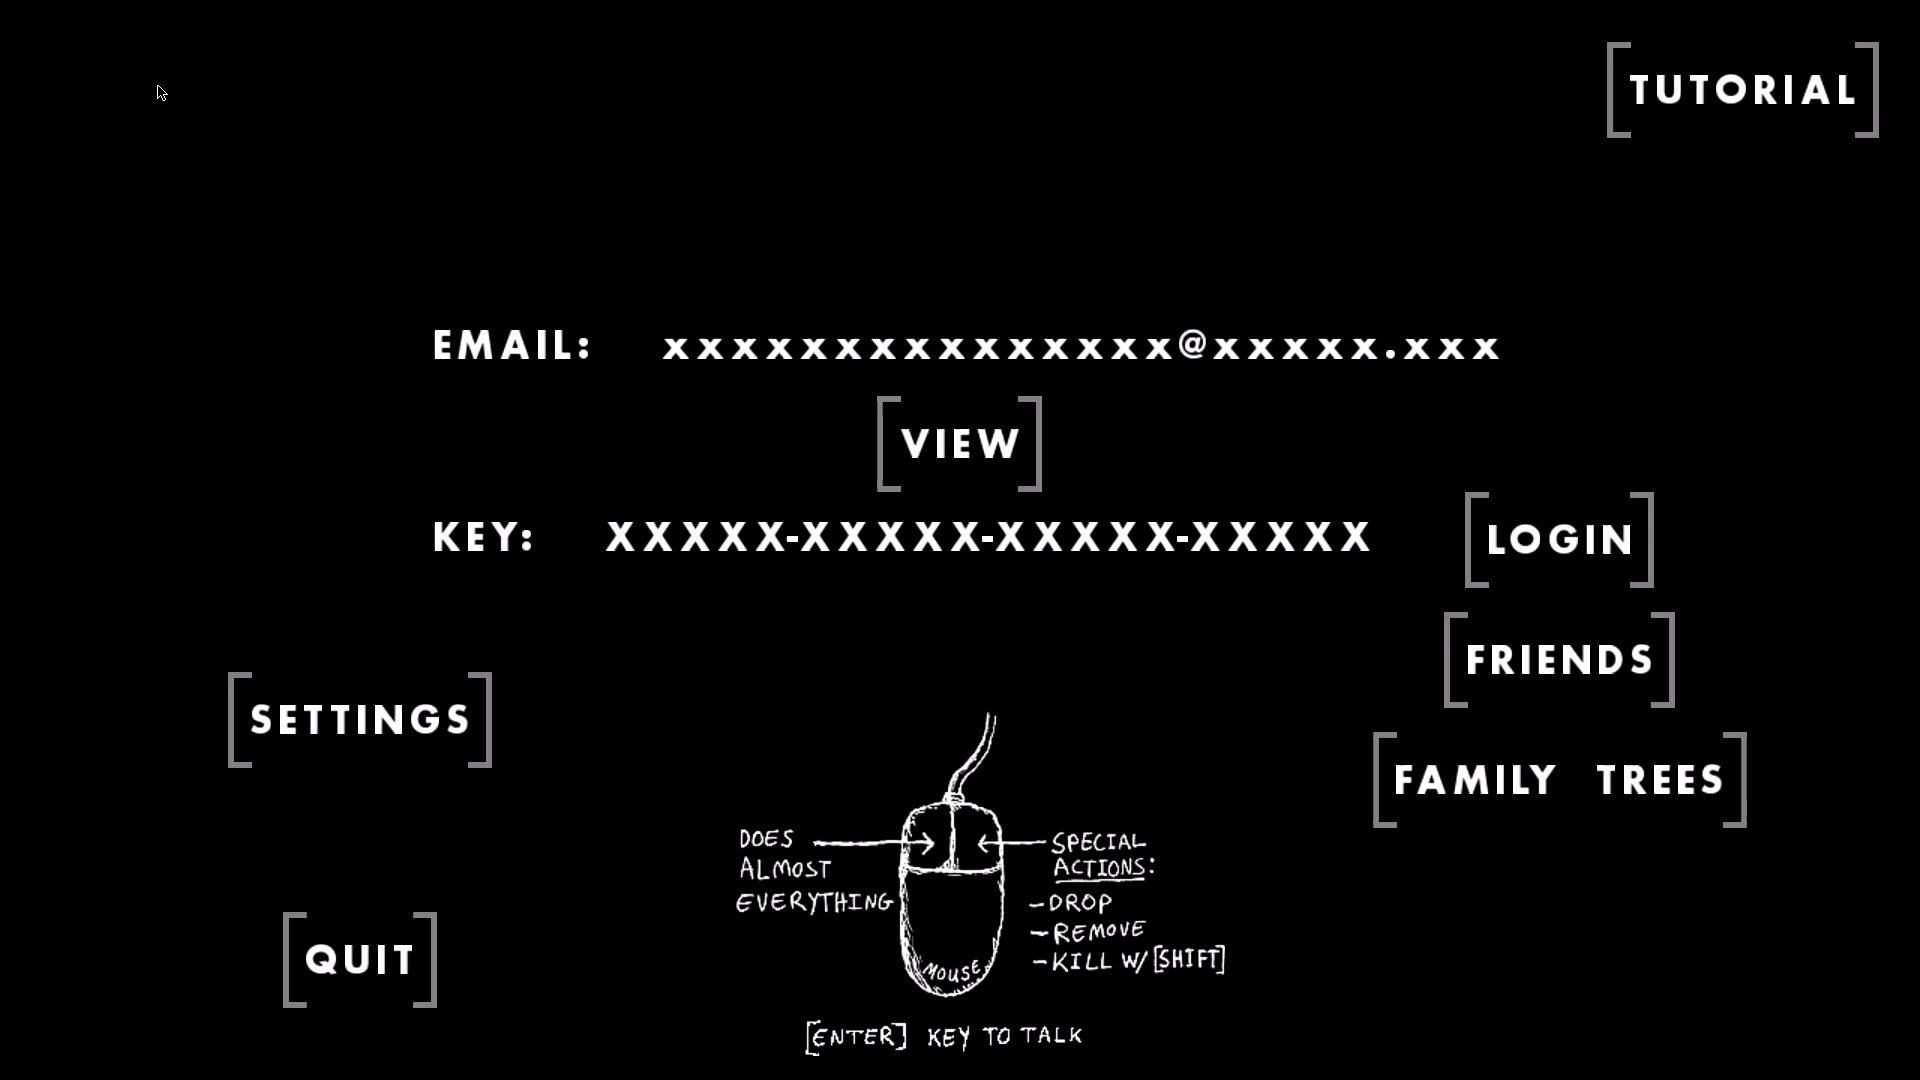 [TUTORIAL]
EMAIL: xxxxxxxxxxxxxxx@xxxxx.xxx
[VIEW]
KEY: XXXXX-XXXXX-XXXXX-XXXXX
[LOGIN]
[FRIENDS]
[SETTINGS]
[FAMILY TREES]
DOES
ALMOST
EVERYTHING
SPECIAL
ACTIONS:
-DROP
-REMOVE
-KILL W/[SHIFT]
MOUSE
[QUIT]
[ENTER] KEY TO TALK